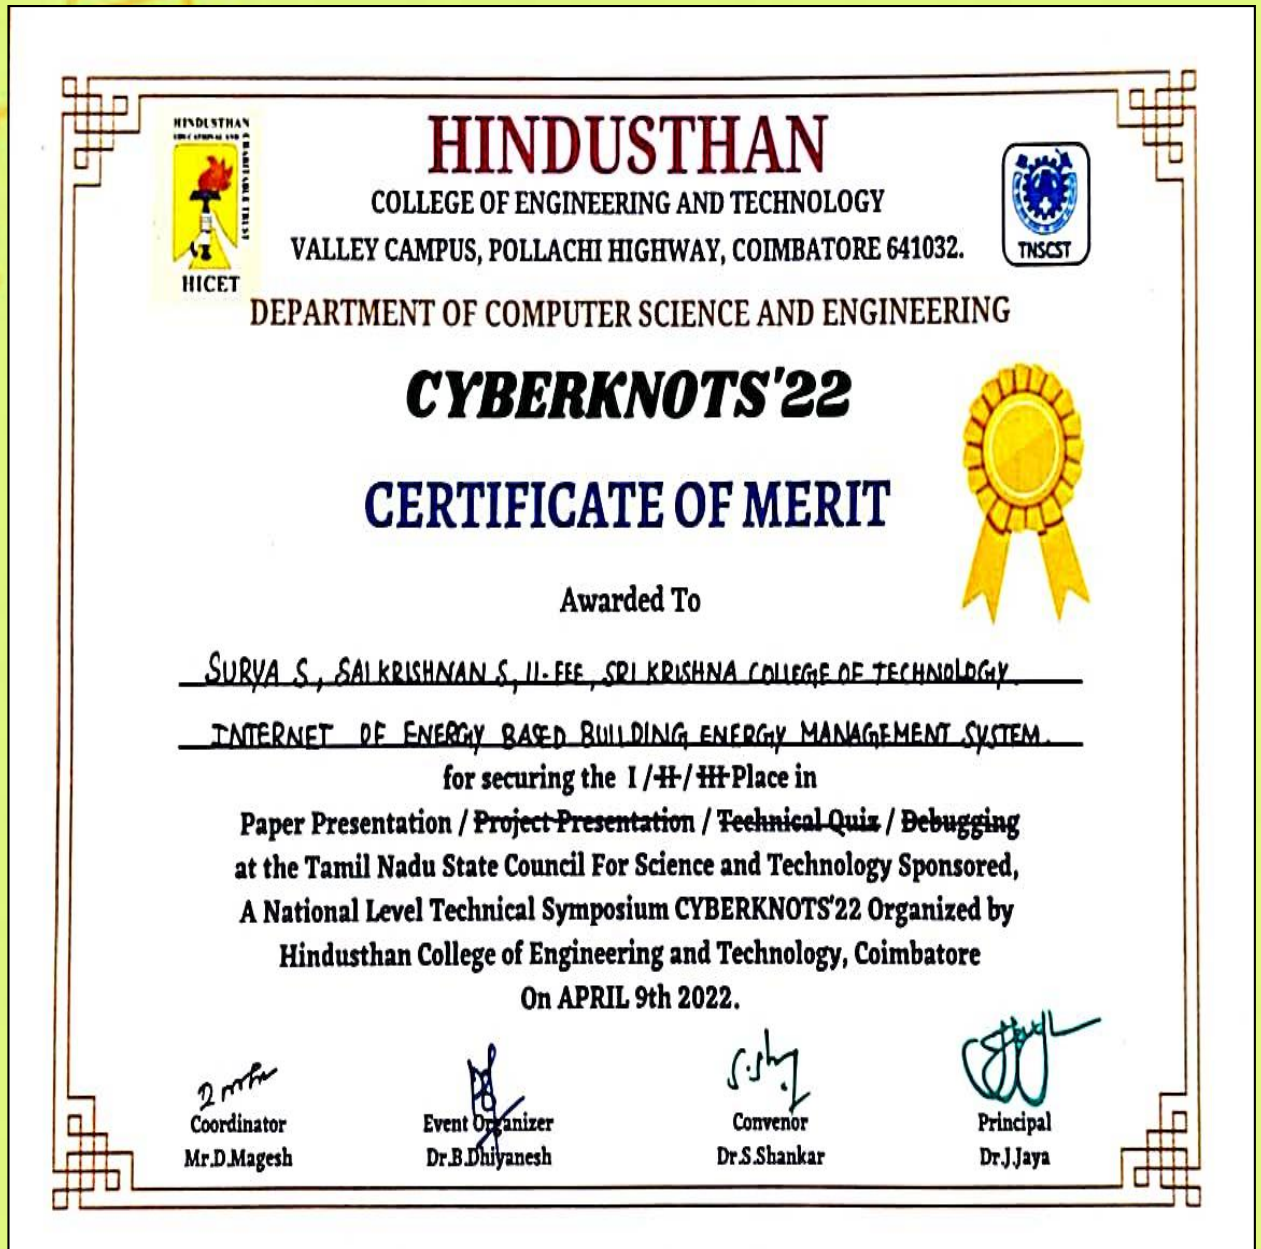 HINDUSTHAN
EDUCATIONAL AND
CHARITABLE TRUST
HICET
HINDUSTHAN
COLLEGE OF ENGINEERING AND TECHNOLOGY
VALLEY CAMPUS, POLLACHI HIGHWAY, COIMBATORE 641032.
TNSCST
DEPARTMENT OF COMPUTER SCIENCE AND ENGINEERING
CYBERKNOTS'22
CERTIFICATE OF MERIT
Awarded To
SURYA S., SAI KRISHNAN S, II-EEE, SRI KRISHNA COLLEGE OF TECHNOLOGY
INTERNET OF ENERGY BASED BUILDING ENERGY MANAGEMENT SYSTEM.
for securing the I / II / III Place in
Paper Presentation / Project Presentation / Technical Quiz / Debugging
at the Tamil Nadu State Council For Science and Technology Sponsored,
A National Level Technical Symposium CYBERKNOTS'22 Organized by
Hindusthan College of Engineering and Technology, Coimbatore
On APRIL 9th 2022.
Coordinator
Mr.D.Magesh
Event Organizer
Dr.B.Dhiyanesh
Convenor
Dr.S.Shankar
Principal
Dr.J.Jaya